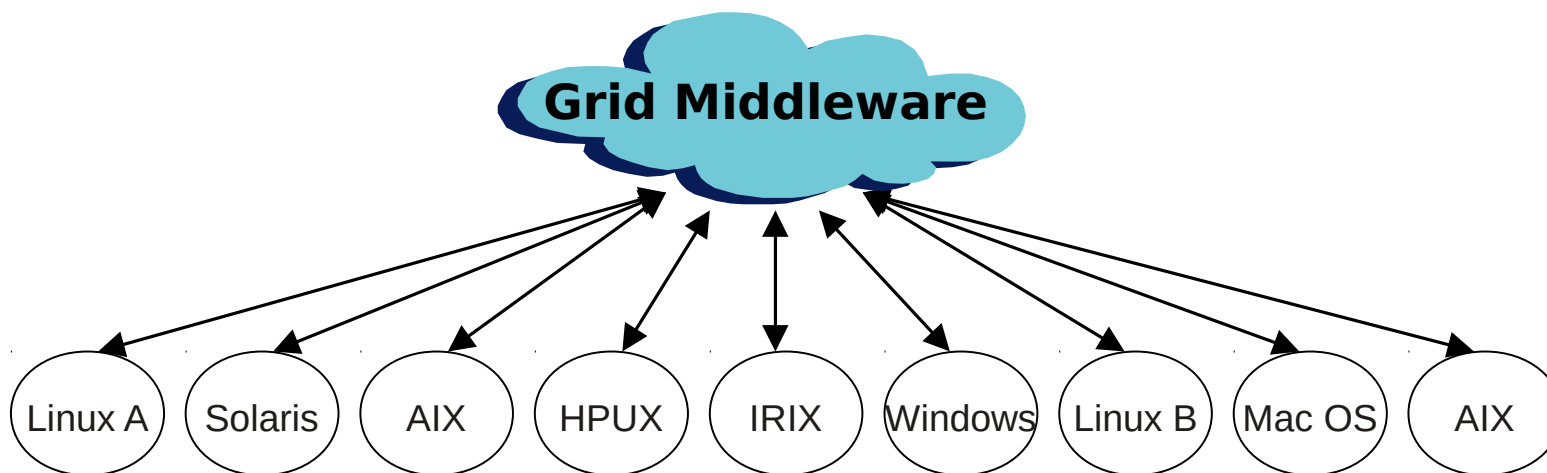 Grid Middleware
Linux A
Solaris
AIX
HPUX
IRIX
Windows
Linux B
Mac OS
AIX